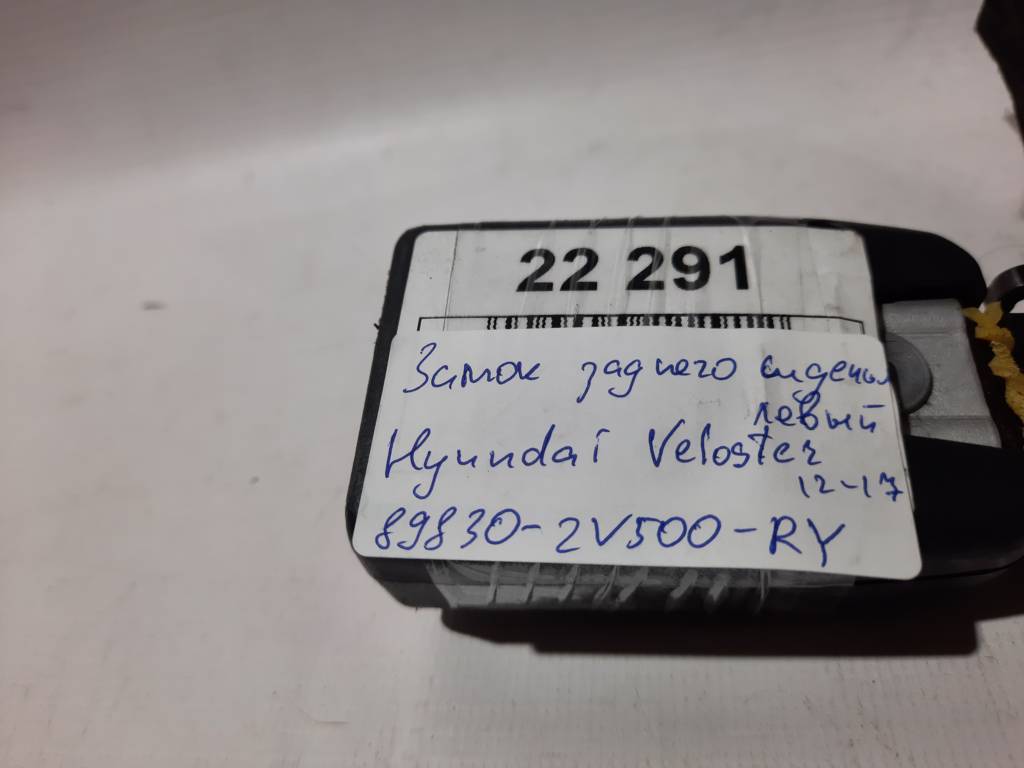 22 291
Замок заднего сиденья
левый
Hyundai Veloster
12-17
89830-2V500-RY